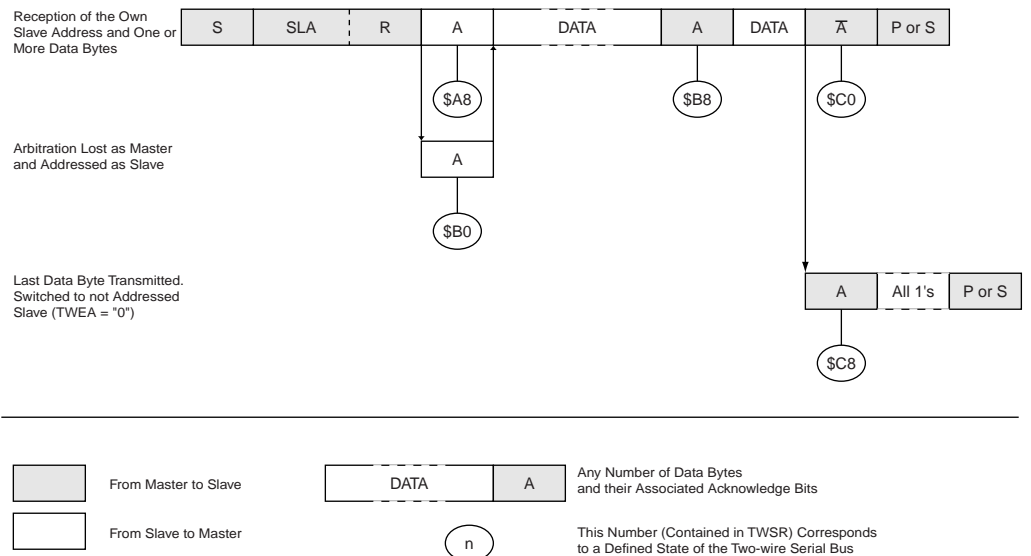 Reception of the Own
Slave Address and One or
More Data Bytes
S SLA R A DATA A DATA A̅ P or S
$A8 $B8 $C0
Arbitration Lost as Master
and Addressed as Slave
A
$B0
Last Data Byte Transmitted.
Switched to not Addressed
Slave (TWEA = "0")
A All 1's P or S
$C8
From Master to Slave
DATA A
Any Number of Data Bytes
and their Associated Acknowledge Bits
From Slave to Master
n
This Number (Contained in TWSR) Corresponds
to a Defined State of the Two-wire Serial Bus